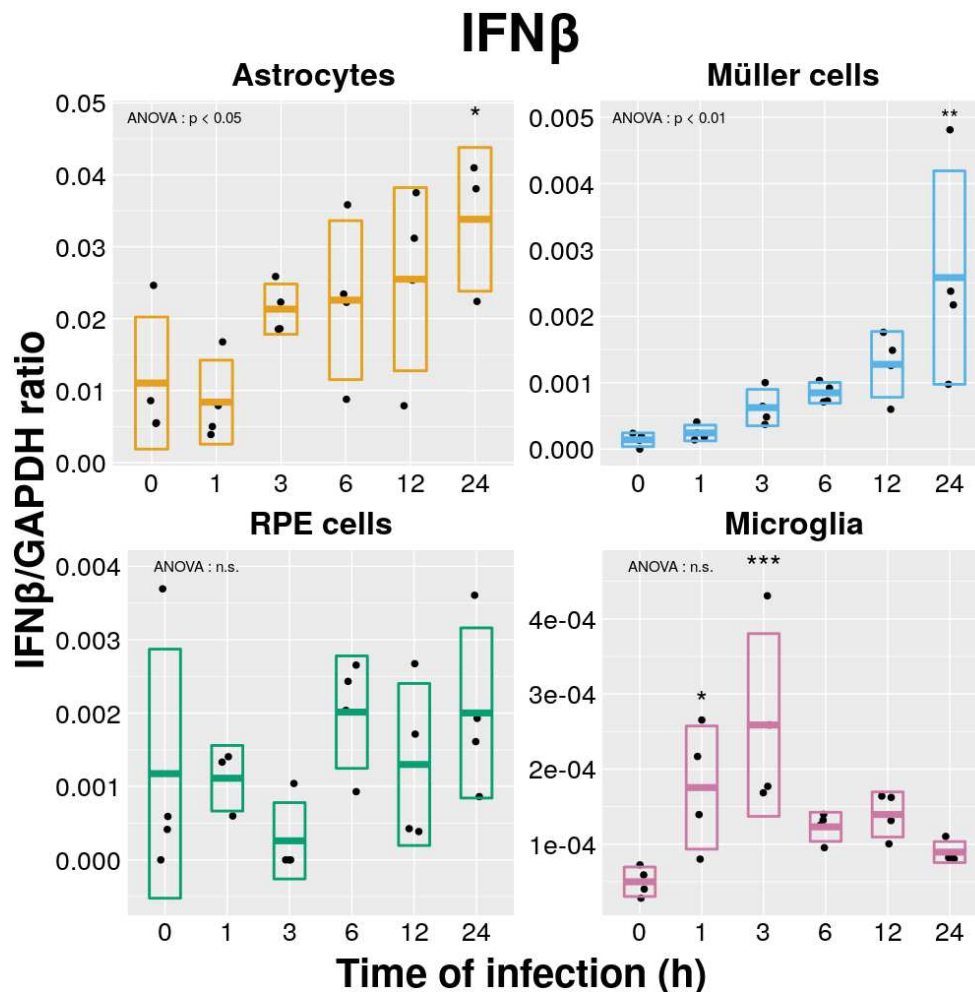 IFNβ
Astrocytes
ANOVA : p < 0.05
*
0.05
0.04
0.03
0.02
0.01
0.00
0 1 3 6 12 24
Müller cells
ANOVA : p < 0.01
**
0.005
0.004
0.003
0.002
0.001
0.000
0 1 3 6 12 24
IFNβ/GAPDH ratio
RPE cells
ANOVA : n.s.
0.004
0.003
0.002
0.001
0.000
0 1 3 6 12 24
Microglia
ANOVA : n.s.
***
*
4e-04
3e-04
2e-04
1e-04
0 1 3 6 12 24
Time of infection (h)